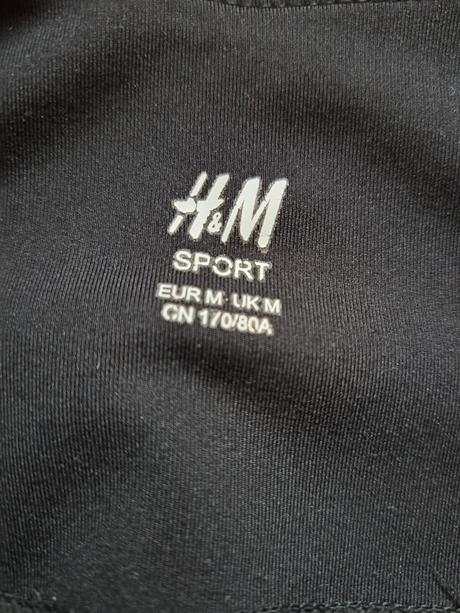 H&M
SPORT
EUR M · UK M
CN 170/80A